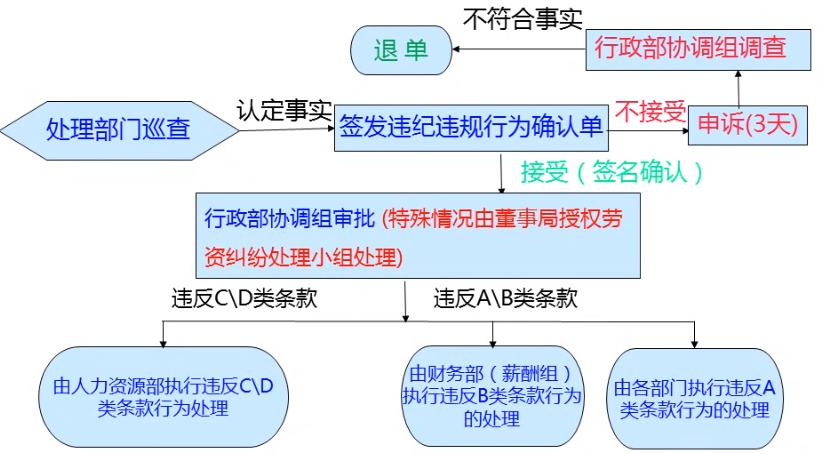 不符合事实
退 单
行政部协调组调查
处理部门巡查
认定事实
签发违纪违规行为确认单
不接受
申诉(3天)
接受（签名确认）
行政部协调组审批 (特殊情况由董事局授权劳
资纠纷处理小组处理)
违反C\D类条款
违反A\B类条款
由人力资源部执行违反C\D
类条款行为处理
由财务部（薪酬组）
执行违反B类条款行为
的处理
由各部门执行违反A
类条款行为的处理